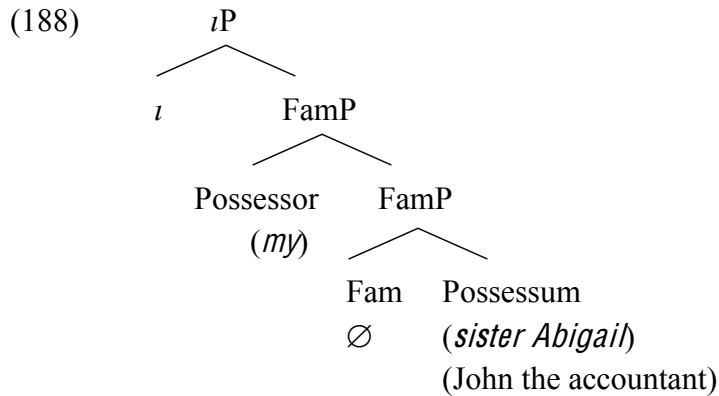 (188) ιP
ι FamP
Possessor FamP
(my)
Fam Possessum
∅ (sister Abigail)
(John the accountant)